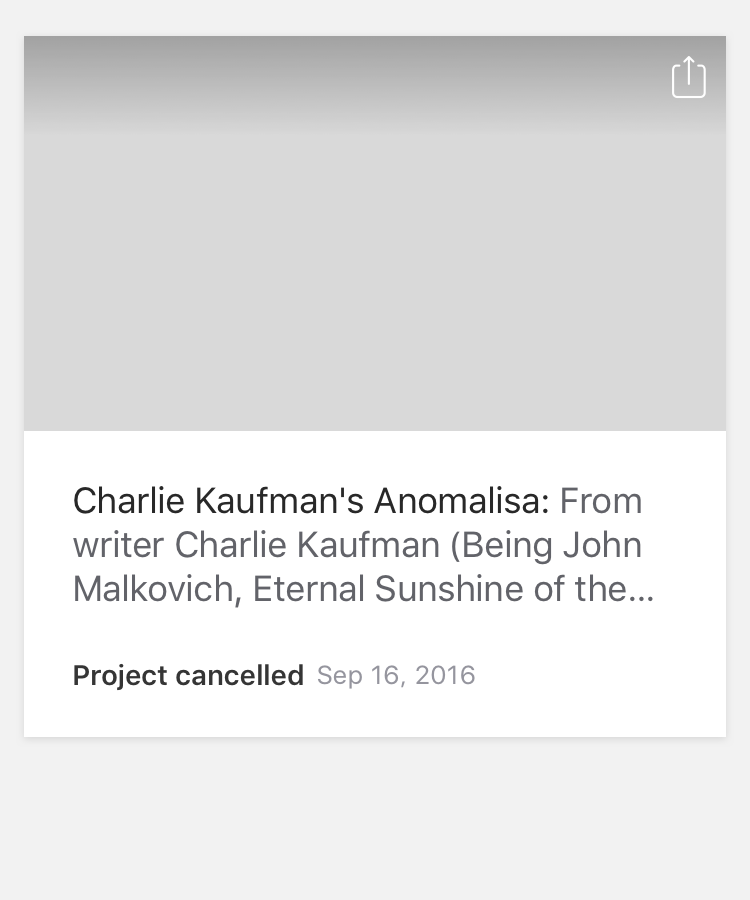 Charlie Kaufman's Anomalisa: From
writer Charlie Kaufman (Being John
Malkovich, Eternal Sunshine of the...
Project cancelled Sep 16, 2016